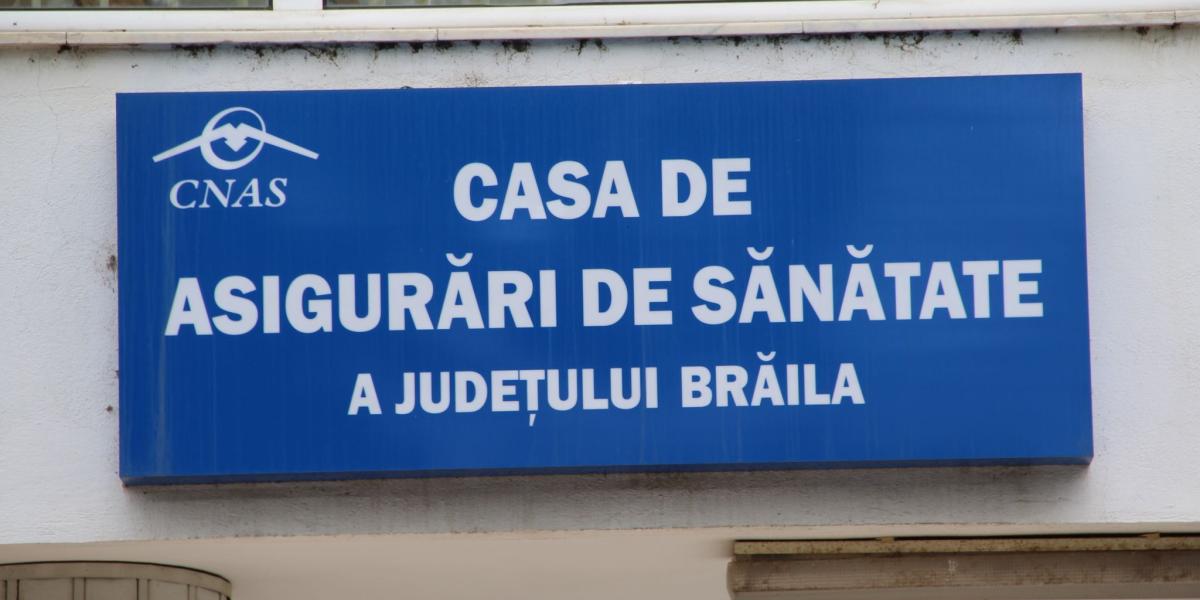 CNAS
CASA DE
ASIGURĂRI DE SĂNĂTATE
A JUDEȚULUI BRĂILA